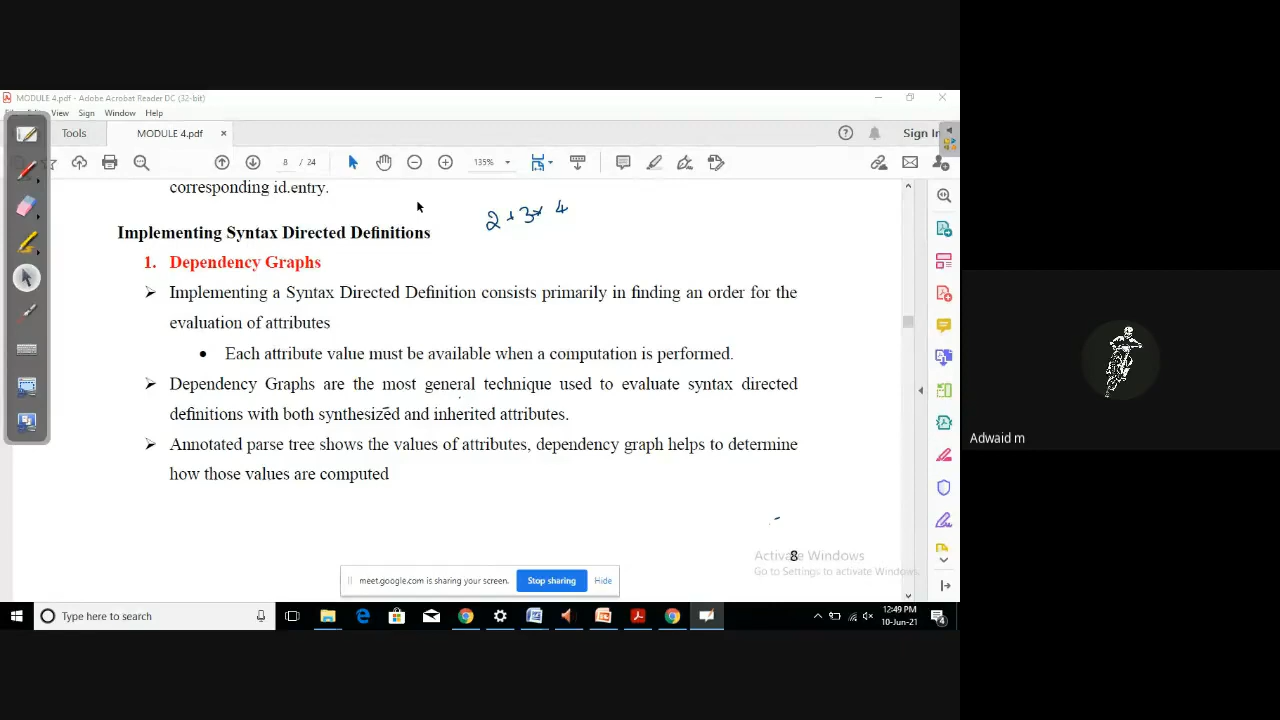 MODULE 4.pdf - Adobe Acrobat Reader DC (32-bit)
View Sign Window Help
Tools MODULE 4.pdf × Sign In
8 / 24 135%
corresponding id.entry.
2 + 3 * 4
Implementing Syntax Directed Definitions
1. Dependency Graphs
➢ Implementing a Syntax Directed Definition consists primarily in finding an order for the
evaluation of attributes
• Each attribute value must be available when a computation is performed.
➢ Dependency Graphs are the most general technique used to evaluate syntax directed
definitions with both synthesized and inherited attributes.
➢ Annotated parse tree shows the values of attributes, dependency graph helps to determine
how those values are computed
Adwaid m
8
Activate Windows
Go to Settings to activate Windows.
meet.google.com is sharing your screen. Stop sharing Hide
Type here to search
12:49 PM
10-Jun-21
4